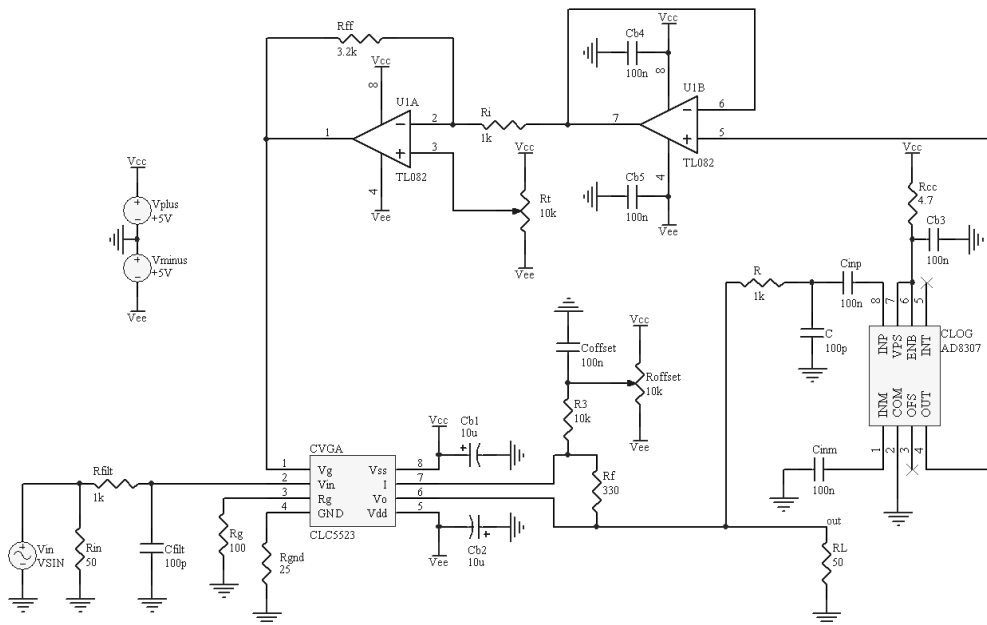 Rff
3.2k
Vcc
8
U1A
1
2
3
4
TL082
Vee
Ri
1k
Vcc
Cb4
100n
8
U1B
7
6
5
4
TL082
Cb5
100n
Vee
Vcc
Rt
10k
Vee
Vcc
Vplus
+5V
Vminus
+5V
Vee
Vcc
Rcc
4.7
Cb3
100n
R
1k
Cinp
100n
C
100p
8
7
6
5
CLOG
AD8307
INP
VPS
ENB
INT
INM
COM
OFS
OUT
1
2
3
4
Cinm
100n
Coffset
100n
Vcc
Roffset
10k
Vee
R3
10k
Rf
330
Vcc
Cb1
10u
+
CVGA
1
Vg
Vss
8
2
Vin
I
7
3
Rg
Vo
6
4
GND
Vdd
5
CLC5523
Cb2
10u
+
Vee
Rfilt
1k
Vin
VSIN
Rin
50
Cfilt
100p
Rg
100
Rgnd
25
out
RL
50